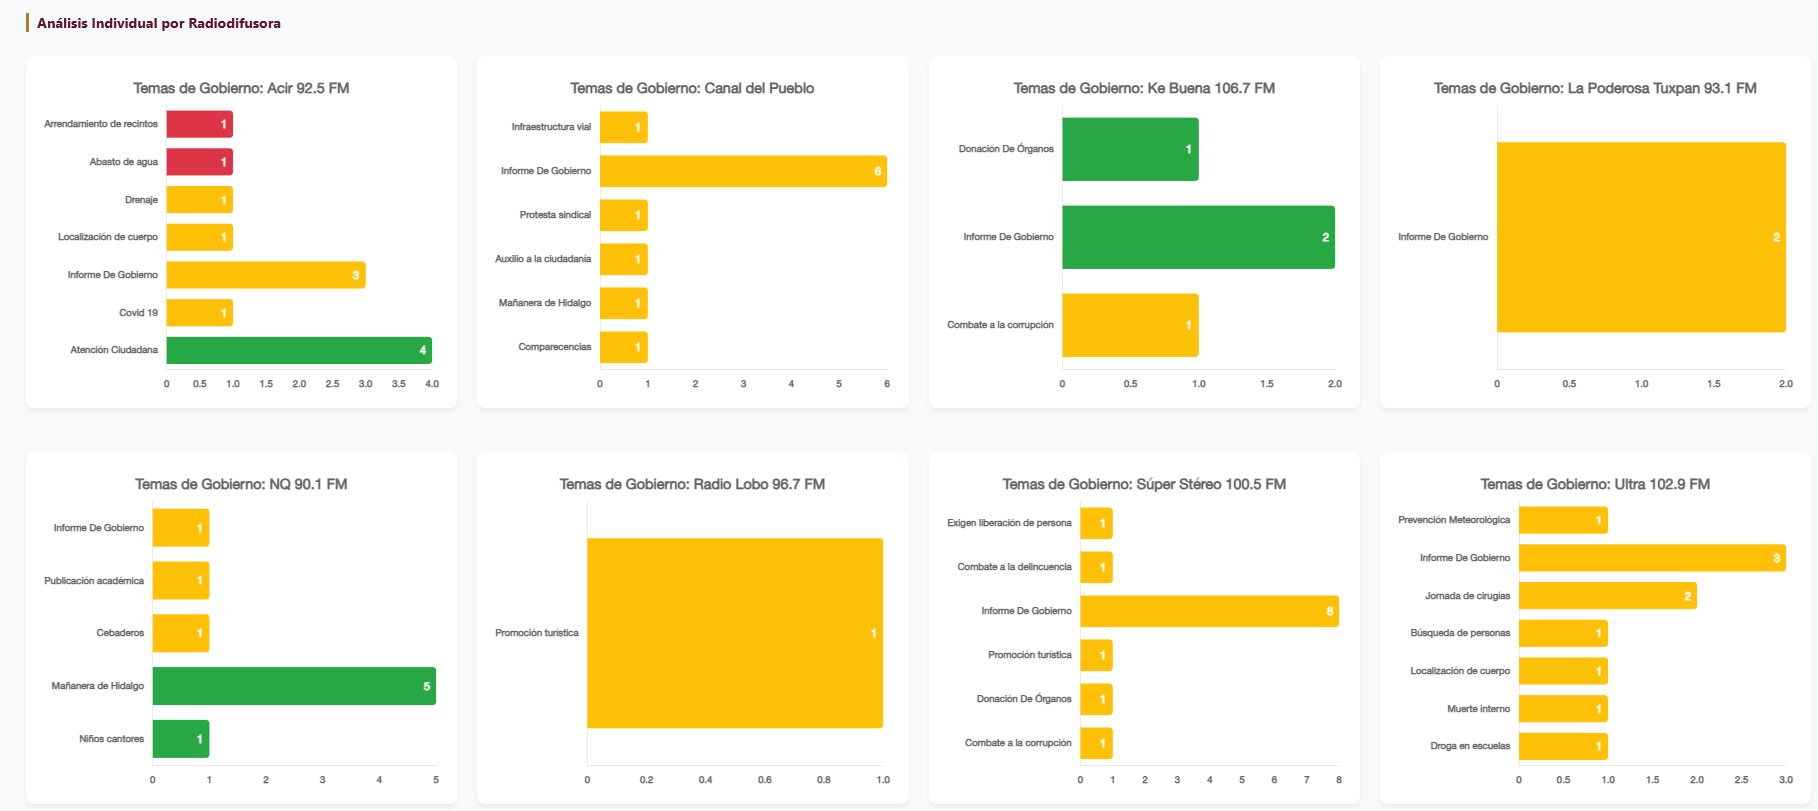 Análisis Individual por Radiodifusora
Temas de Gobierno: Acir 92.5 FM
Arrendamiento de recintos
1
Abasto de agua
1
Drenaje
1
Localización de cuerpo
1
Informe De Gobierno
3
Covid 19
1
Atención Ciudadana
4
0 0.5 1.0 1.5 2.0 2.5 3.0 3.5 4.0
Temas de Gobierno: Canal del Pueblo
Infraestructura vial
1
Informe De Gobierno
6
Protesta sindical
1
Auxilio a la ciudadanía
1
Mañanera de Hidalgo
1
Comparecencias
1
0 1 2 3 4 5 6
Temas de Gobierno: Ke Buena 106.7 FM
Donación De Órganos
1
Informe De Gobierno
2
Combate a la corrupción
1
0 0.5 1.0 1.5 2.0
Temas de Gobierno: La Poderosa Tuxpan 93.1 FM
Informe De Gobierno
2
0 0.5 1.0 1.5 2.0
Temas de Gobierno: NQ 90.1 FM
Informe De Gobierno
1
Publicación académica
1
Cebaderos
1
Mañanera de Hidalgo
5
Niños cantores
1
0 1 2 3 4 5
Temas de Gobierno: Radio Lobo 96.7 FM
Promoción turística
1
0 0.2 0.4 0.6 0.8 1.0
Temas de Gobierno: Súper Stéreo 100.5 FM
Exigen liberación de persona
1
Combate a la delincuencia
1
Informe De Gobierno
8
Promoción turística
1
Donación De Órganos
1
Combate a la corrupción
1
0 1 2 3 4 5 6 7 8
Temas de Gobierno: Ultra 102.9 FM
Prevención Meteorológica
1
Informe De Gobierno
3
Jornada de cirugías
2
Búsqueda de personas
1
Localización de cuerpo
1
Muerte interno
1
Droga en escuelas
1
0 0.5 1.0 1.5 2.0 2.5 3.0